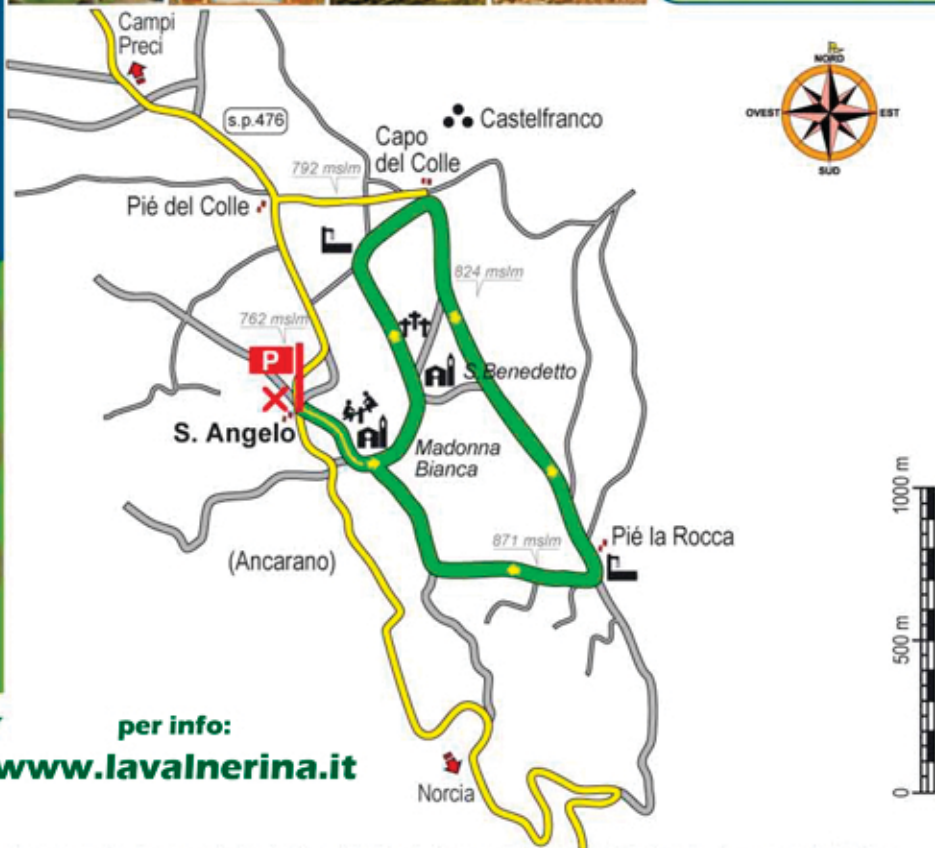 Campi
Preci
NORD
OVEST
EST
SUD
s.p.476
Castelfranco
Capo
del Colle
792 mslm
Pié del Colle
824 mslm
762 mslm
P
S. Benedetto
S. Angelo
Madonna
Bianca
1000 m
871 mslm
Pié la Rocca
(Ancarano)
500 m
per info:
www.lavalnerina.it
Norcia
0